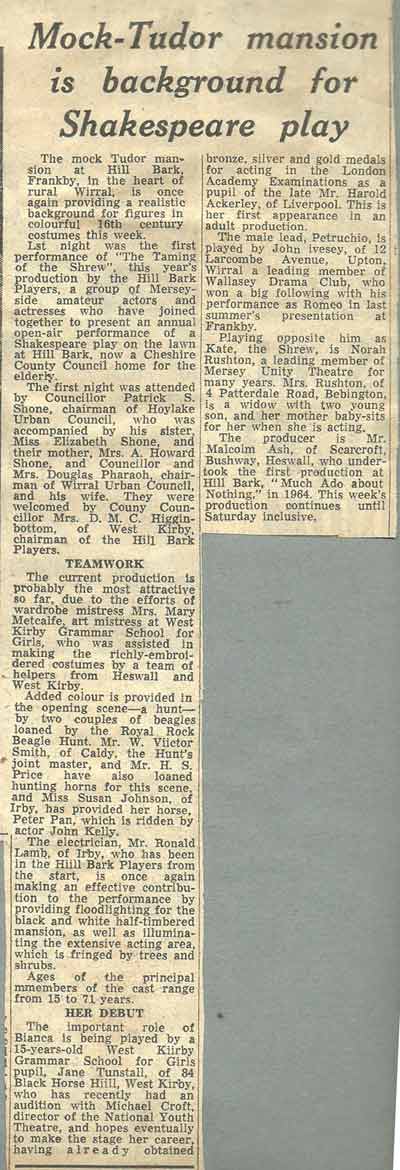 Mock-Tudor mansion
is background for
Shakespeare play
The mock Tudor man-
sion at Hill Bark,
Frankby, in the heart of
rural Wirral, is once
again providing a realistic
background for figures in
colourful 16th century
costumes this week.
Lst night was the first
performance of "The Taming
of the Shrew", this year's
production by the Hill Bark
Players, a group of Mersey-
side amateur actors and
actresses who have joined
together to present an annual
open-air performance of a
Shakespeare play on the lawn
at Hill Bark, now a Cheshire
County Council home for the
elderly.
The first night was attended
by Councillor Patrick S.
Shone, chairman of Hoylake
Urban Council, who was
accompanied by his sister,
Miss Elizabeth Shone, and
their mother, Mrs. A. Howard
Shone, and Councillor and
Mrs. Douglas Pharaoh, chair-
man of Wirral Urban Council,
and his wife. They were
welcomed by Couny Coun-
cillor Mrs. D. M. C. Higgin-
bottom, of West Kirby,
chairman of the Hill Bark
Players.
TEAMWORK
The current production is
probably the most attractive
so far, due to the efforts of
wardrobe mistress Mrs. Mary
Metcalfe, art mistress at West
Kirby Grammar School for
Girls, who was assisted in
making the richly-embroi-
dered costumes by a team of
helpers from Heswall and
West Kirby.
Added colour is provided in
the opening scene—a hunt—
by two couples of beagles
loaned by the Royal Rock
Beagle Hunt. Mr. W. Viictor
Smith, of Caldy, the Hunt's
joint master, and Mr. H. S.
Price have also loaned
hunting horns for this scene,
and Miss Susan Johnson, of
Irby, has provided her horse,
Peter Pan, which is ridden by
actor John Kelly.
The electrician, Mr. Ronald
Lamb, of Irby, who has been
in the Hiill Bark Players from
the start, is once again
making an effective contribu-
tion to the performance by
providing floodlighting for the
black and white half-timbered
mansion, as well as illumina-
ting the extensive acting area,
which is fringed by trees and
shrubs.
Ages of the principal
mmembers of the cast range
from 15 to 71 years.
HER DEBUT
The important role of
Bianca is being played by a
15-years-old West Kiirby
Grammar School for Girls
pupil, Jane Tunstall, of 84
Black Horse Hiill, West Kirby,
who has recently had an
audition with Michael Croft,
director of the National Youth
Theatre, and hopes eventually
to make the stage her career,
having already obtained
bronze, silver and gold medals
for acting in the London
Academy Examinations as a
pupil of the late Mr. Harold
Ackerley, of Liverpool. This is
her first appearance in an
adult production.
The male lead, Petruchio, is
played by John ivesey, of 12
Larcombe Avenue, Upton,
Wirral a leading member of
Wallasey Drama Club, who
won a big following with his
performance as Romeo in last
summer's presentation at
Frankby.
Playing opposite him as
Kate, the Shrew, is Norah
Rushton, a leading member of
Mersey Unity Theatre for
many years. Mrs. Rushton, of
4 Patterdale Road, Bebington,
is a widow with two young
son, and her mother baby-sits
for her when she is acting.
The producer is Mr.
Malcolm Ash, of Scarcroft,
Bushway, Heswall, who under-
took the first production at
Hill Bark, "Much Ado about
Nothing," in 1964. This week's
production continues until
Saturday inclusive.